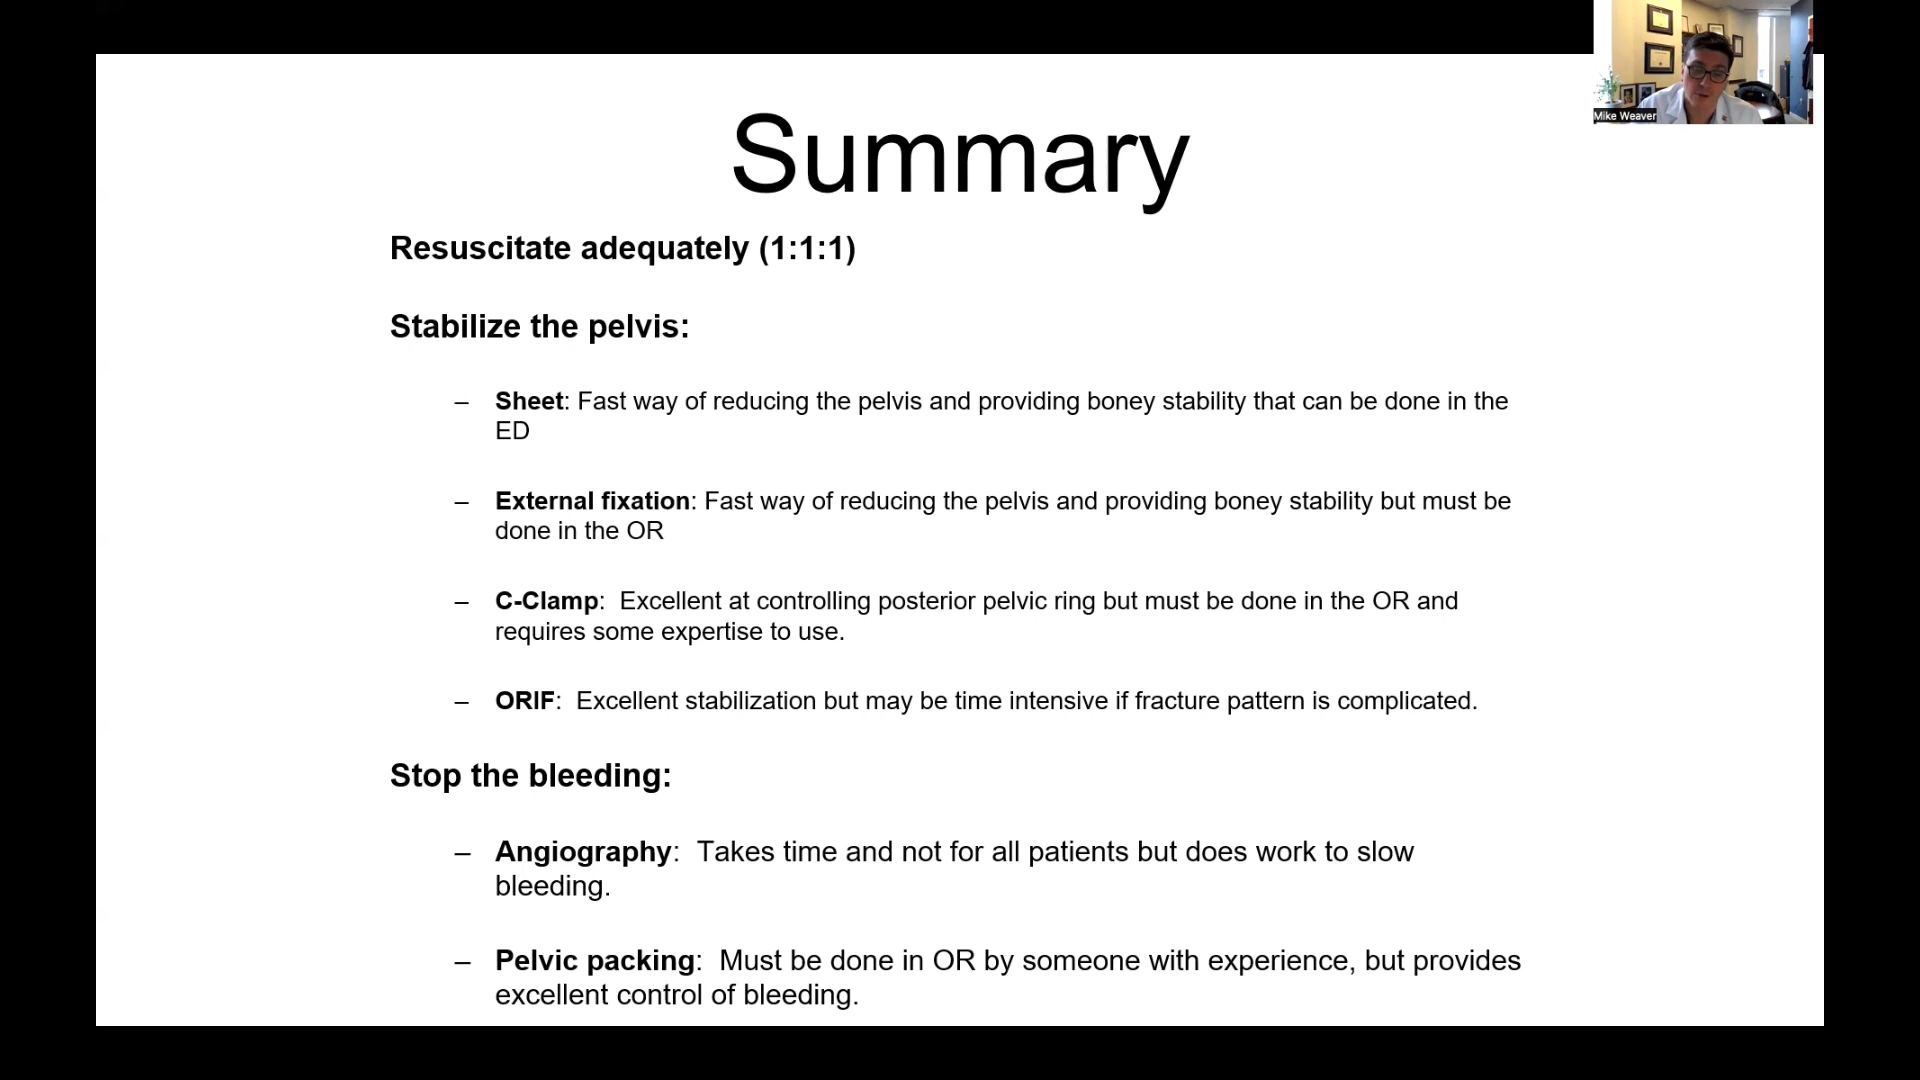 Mike Weaver
Summary
Resuscitate adequately (1:1:1)
Stabilize the pelvis:
– Sheet: Fast way of reducing the pelvis and providing boney stability that can be done in the
ED
– External fixation: Fast way of reducing the pelvis and providing boney stability but must be
done in the OR
– C-Clamp:  Excellent at controlling posterior pelvic ring but must be done in the OR and
requires some expertise to use.
– ORIF:  Excellent stabilization but may be time intensive if fracture pattern is complicated.
Stop the bleeding:
– Angiography:  Takes time and not for all patients but does work to slow
bleeding.
– Pelvic packing:  Must be done in OR by someone with experience, but provides
excellent control of bleeding.